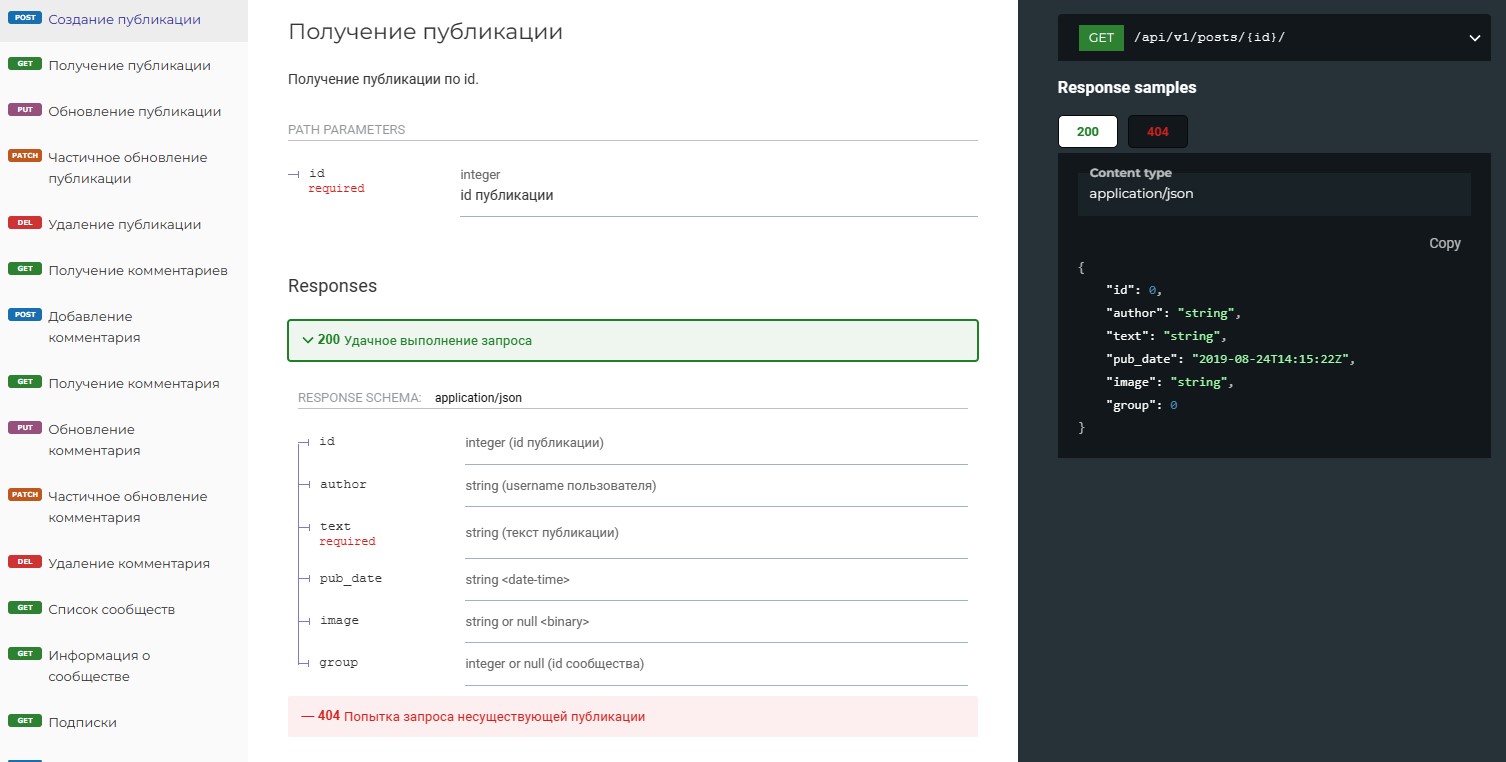 POST Создание публикации
GET Получение публикации
PUT Обновление публикации
PATCH Частичное обновление
публикации
DEL Удаление публикации
GET Получение комментариев
POST Добавление
комментария
GET Получение комментария
PUT Обновление
комментария
PATCH Частичное обновление
комментария
DEL Удаление комментария
GET Список сообществ
GET Информация о
сообществе
GET Подписки
Получение публикации
Получение публикации по id.
PATH PARAMETERS
id integer
required id публикации
Responses
200 Удачное выполнение запроса
RESPONSE SCHEMA: application/json
id integer (id публикации)
author string (username пользователя)
text string (текст публикации)
required
pub_date string <date-time>
image string or null <binary>
group integer or null (id сообщества)
— 404 Попытка запроса несуществующей публикации
GET /api/v1/posts/{id}/
Response samples
200 404
Content type
application/json
Copy
{
"id": 0,
"author": "string",
"text": "string",
"pub_date": "2019-08-24T14:15:22Z",
"image": "string",
"group": 0
}